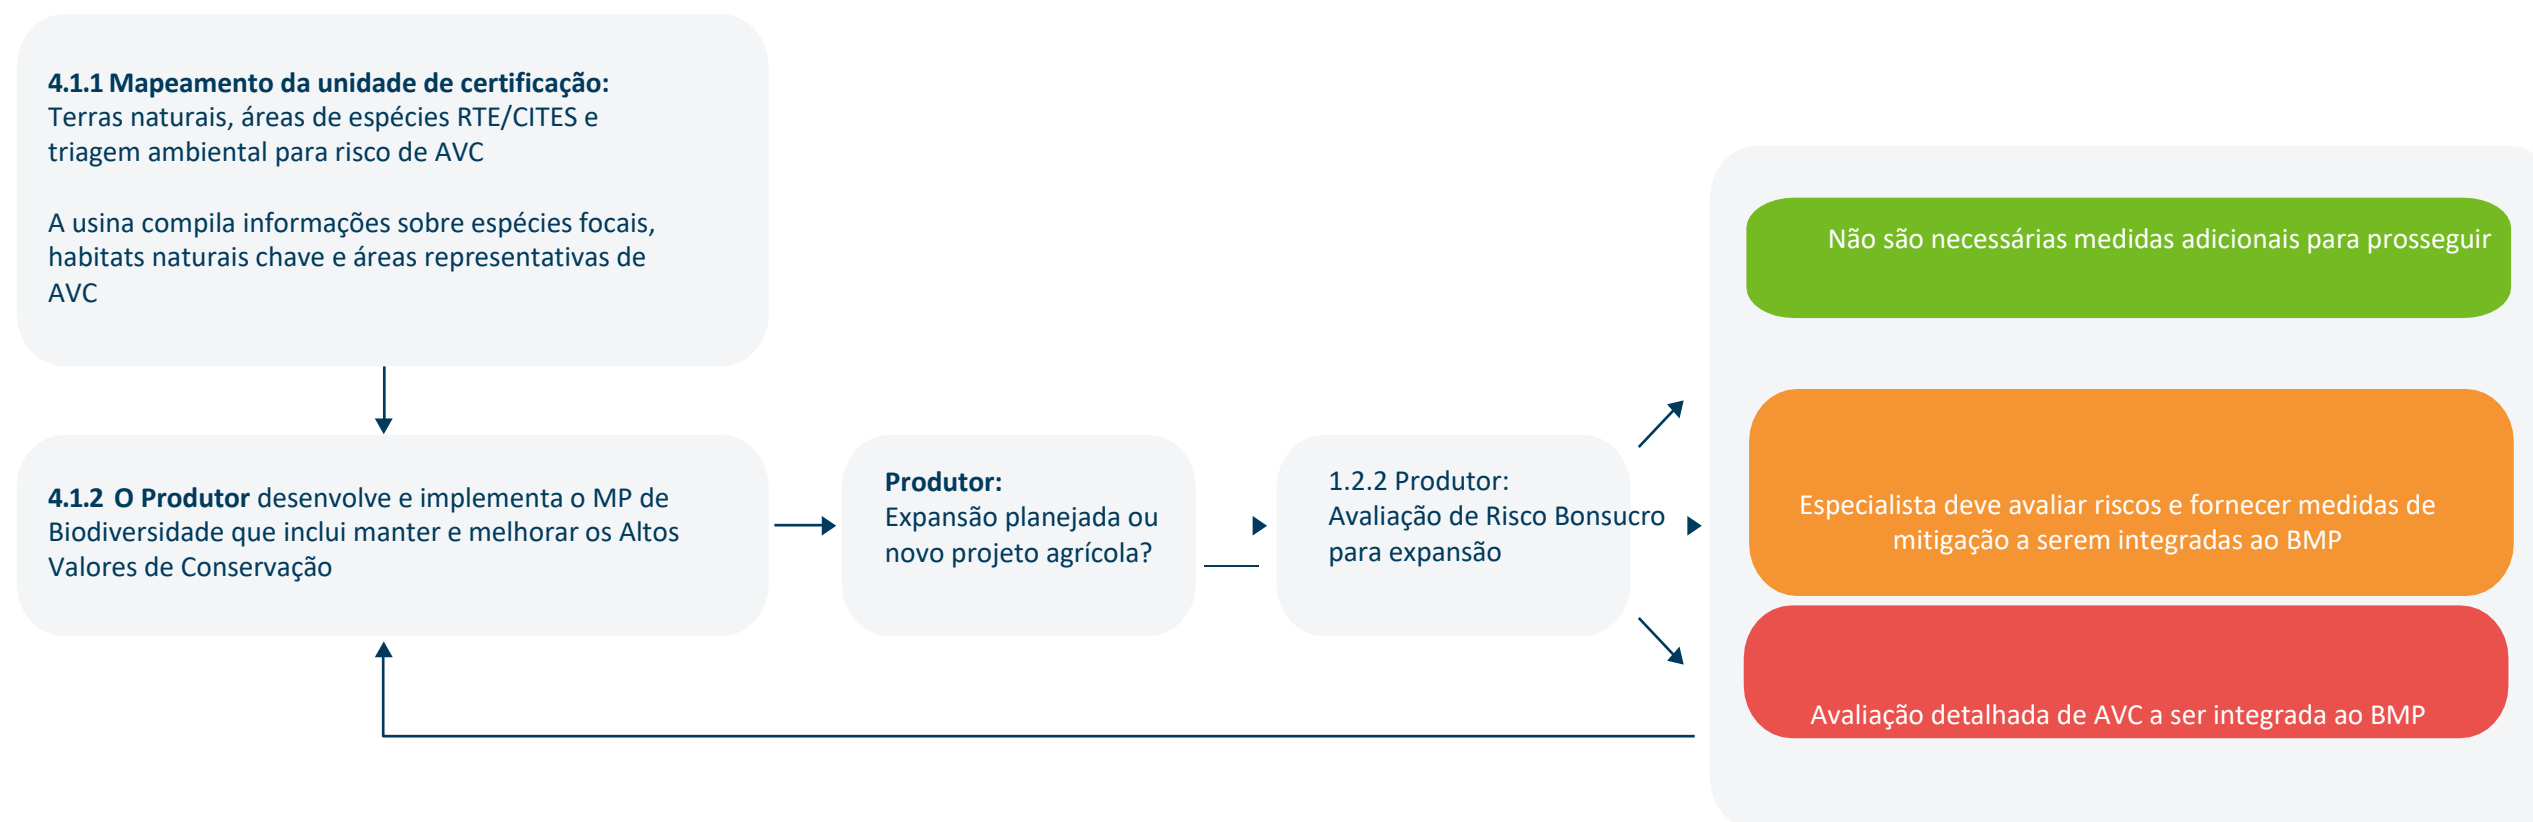 4.1.1 Mapeamento da unidade de certificação:
Terras naturais, áreas de espécies RTE/CITES e
triagem ambiental para risco de AVC
A usina compila informações sobre espécies focais,
habitats naturais chave e áreas representativas de
AVC
4.1.2 O Produtor desenvolve e implementa o MP de
Biodiversidade que inclui manter e melhorar os Altos
Valores de Conservação
Produtor:
Expansão planejada ou
novo projeto agrícola?
1.2.2 Produtor:
Avaliação de Risco Bonsucro
para expansão
Não são necessárias medidas adicionais para prosseguir
Especialista deve avaliar riscos e fornecer medidas de
mitigação a serem integradas ao BMP
Avaliação detalhada de AVC a ser integrada ao BMP